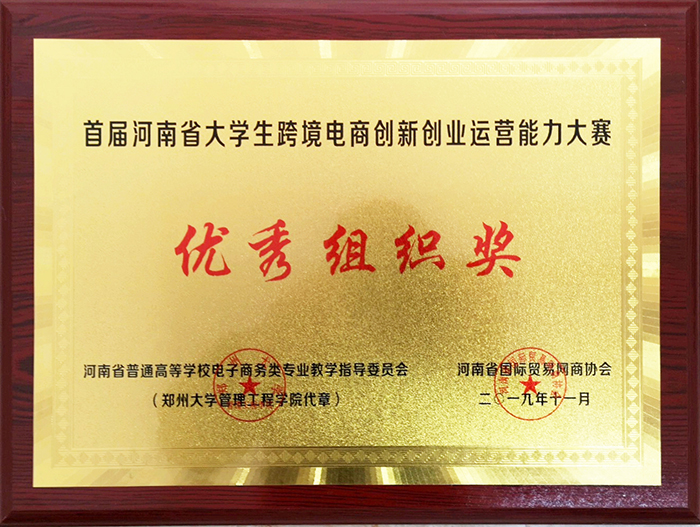 首届河南省大学生跨境电商创新创业运营能力大赛
优秀组织奖
河南省普通高等学校电子商务类专业教学指导委员会
（郑州大学管理工程学院代章）
河南省国际贸易网商协会
二〇一九年十一月